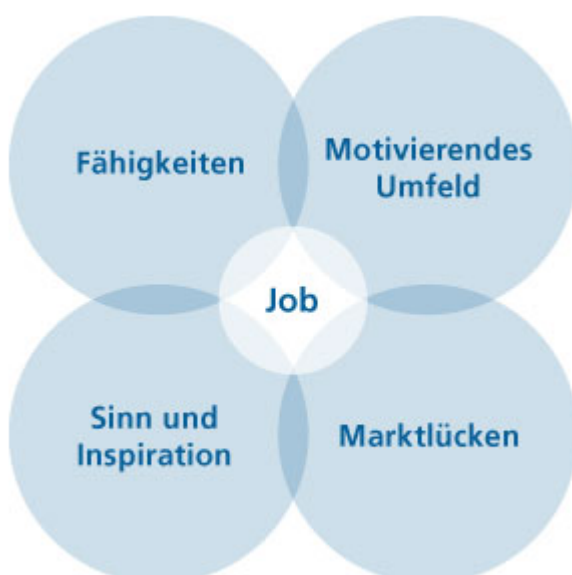 Fähigkeiten
Motivierendes
Umfeld
Job
Sinn und
Inspiration
Marktlücken